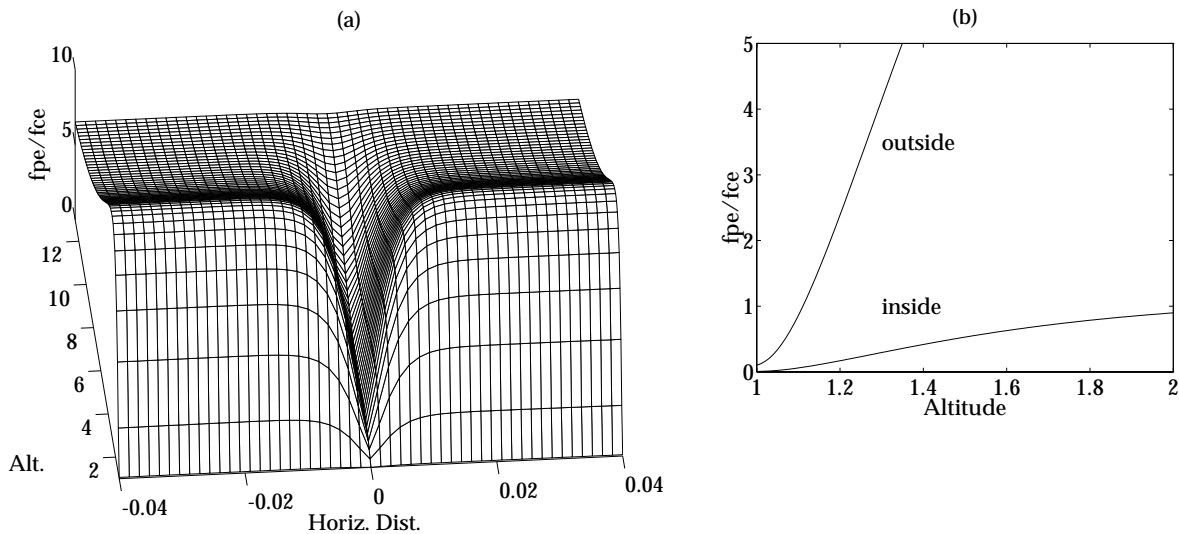 (a)
10
5
0
fpe/fce
12
10
8
6
4
2
Alt.
-0.04
-0.02
0
0.02
0.04
Horiz. Dist.
(b)
5
4
3
2
1
0
fpe/fce
outside
inside
1
1.2
1.4
1.6
1.8
2
Altitude